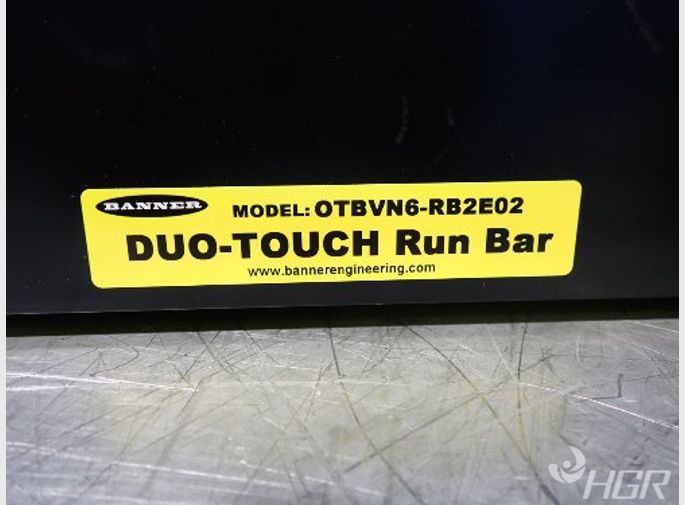 BANNER
MODEL: OTBVN6-RB2E02
DUO-TOUCH Run Bar
www.bannerengineering.com
HGR